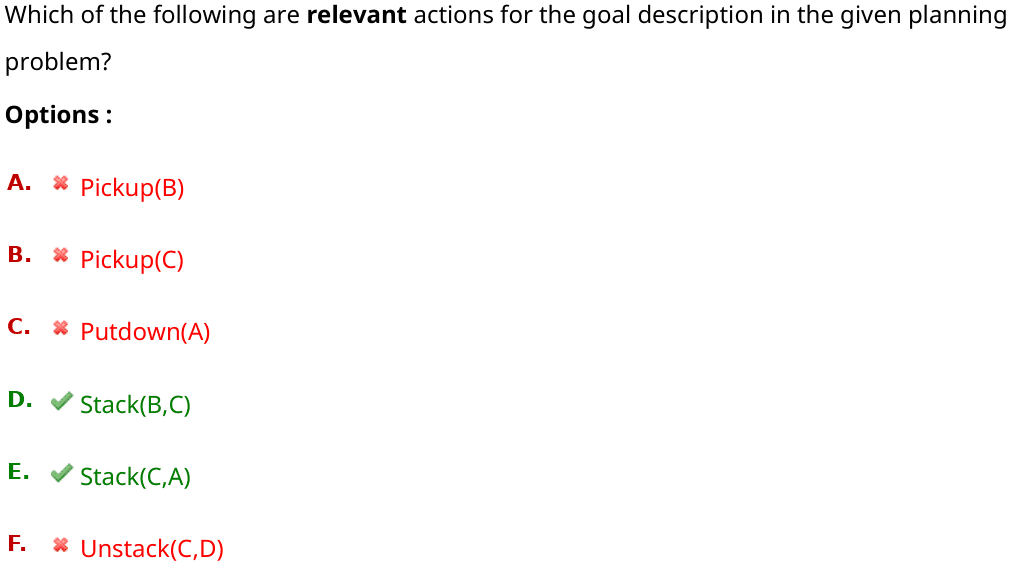 Which of the following are relevant actions for the goal description in the given planning
problem?
Options :
A. Pickup(B)
B. Pickup(C)
C. Putdown(A)
D. Stack(B,C)
E. Stack(C,A)
F. Unstack(C,D)